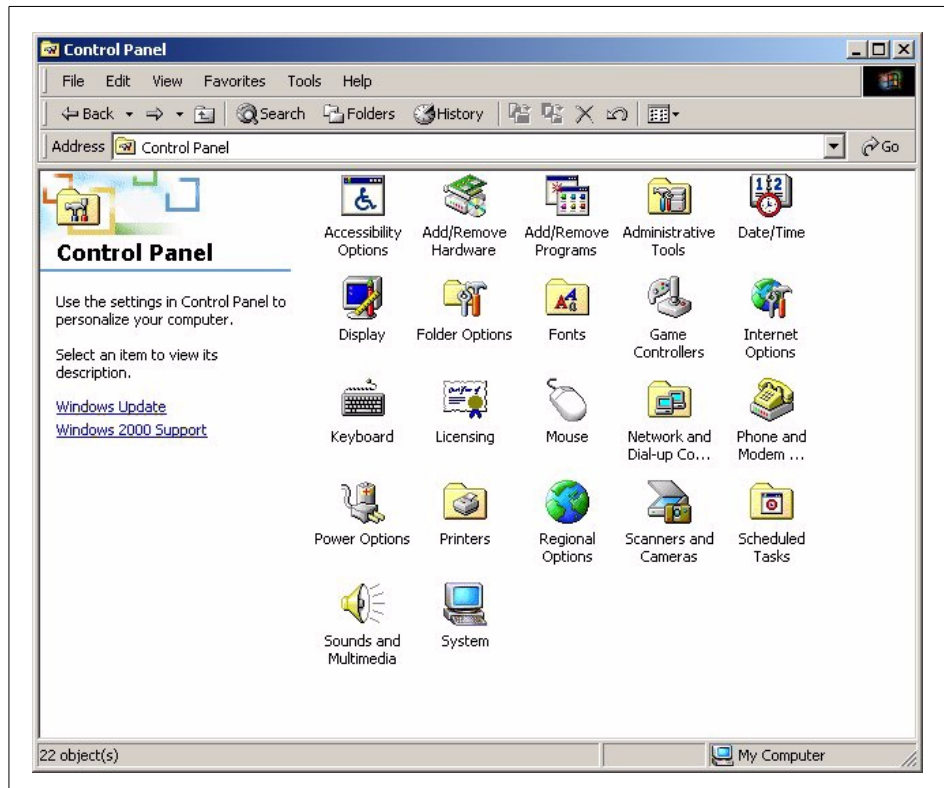 Control Panel
File Edit View Favorites Tools Help
Back Search Folders History
Address Control Panel Go
Control Panel
Use the settings in Control Panel to
personalize your computer.
Select an item to view its
description.
Windows Update
Windows 2000 Support
Accessibility
Options
Add/Remove
Hardware
Add/Remove
Programs
Administrative
Tools
Date/Time
Display
Folder Options
Fonts
Game
Controllers
Internet
Options
Keyboard
Licensing
Mouse
Network and
Dial-up Co...
Phone and
Modem ...
Power Options
Printers
Regional
Options
Scanners and
Cameras
Scheduled
Tasks
Sounds and
Multimedia
System
22 object(s)
My Computer